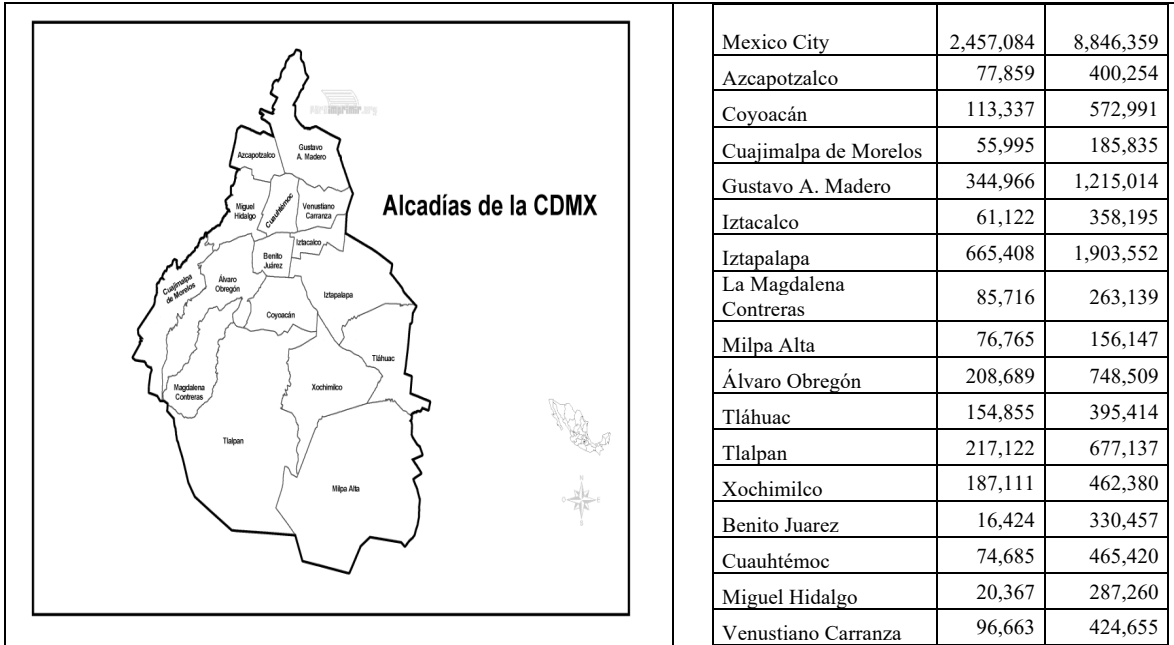 ParaImprimir.org
Gustavo
A. Madero
Azcapotzalco
Miguel
Hidalgo
Cuauhtémoc
Venustiano
Carranza
Alcadías de la CDMX
Iztacalco
Benito
Juárez
Cuajimalpa
de Morelos
Álvaro
Obregón
Iztapalapa
Coyoacán
Tláhuac
Magdalena
Contreras
Xochimilco
Tlalpan
Milpa Alta
N
O
E
S
Mexico City 2,457,084 8,846,359
Azcapotzalco 77,859 400,254
Coyoacán 113,337 572,991
Cuajimalpa de Morelos 55,995 185,835
Gustavo A. Madero 344,966 1,215,014
Iztacalco 61,122 358,195
Iztapalapa 665,408 1,903,552
La Magdalena
Contreras 85,716 263,139
Milpa Alta 76,765 156,147
Álvaro Obregón 208,689 748,509
Tláhuac 154,855 395,414
Tlalpan 217,122 677,137
Xochimilco 187,111 462,380
Benito Juarez 16,424 330,457
Cuauhtémoc 74,685 465,420
Miguel Hidalgo 20,367 287,260
Venustiano Carranza 96,663 424,655